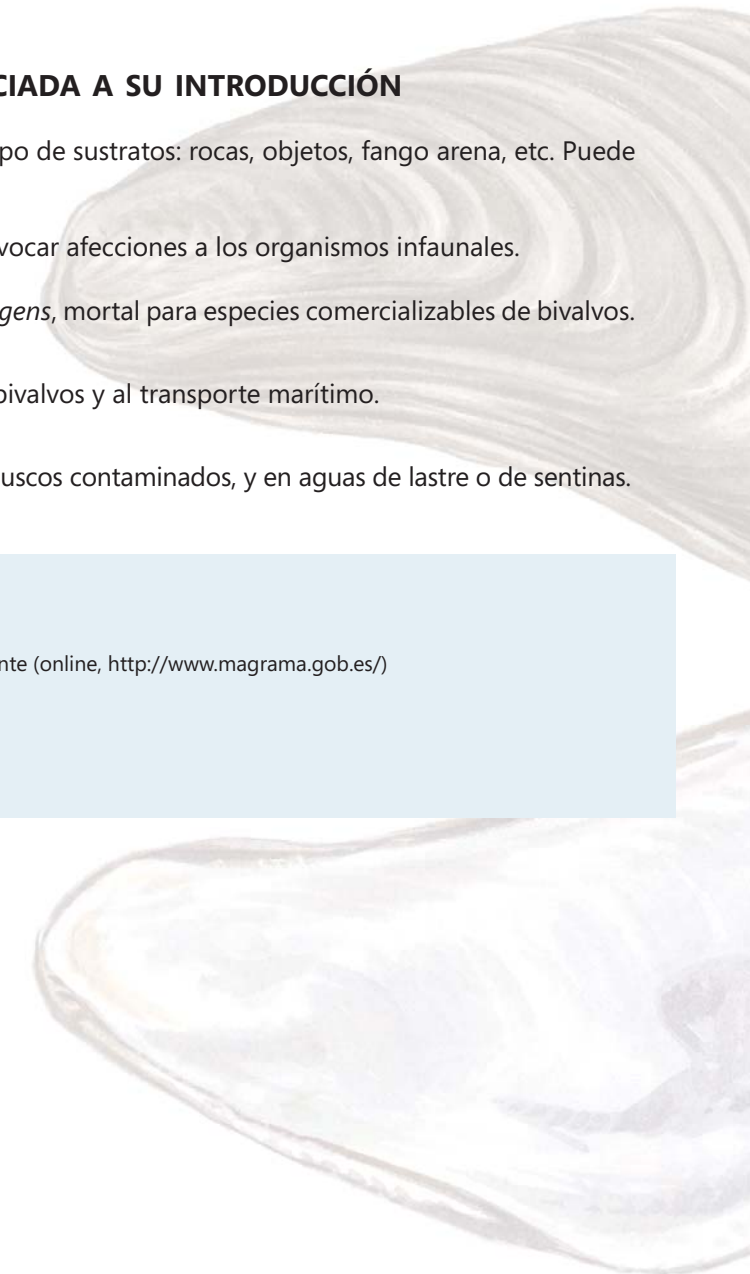 CIADA A SU INTRODUCCIÓN
po de sustratos: rocas, objetos, fango arena, etc. Puede
vocar afecciones a los organismos infaunales.
gens, mortal para especies comercializables de bivalvos.
bivalvos y al transporte marítimo.
uscos contaminados, y en aguas de lastre o de sentinas.
nte (online, http://www.magrama.gob.es/)